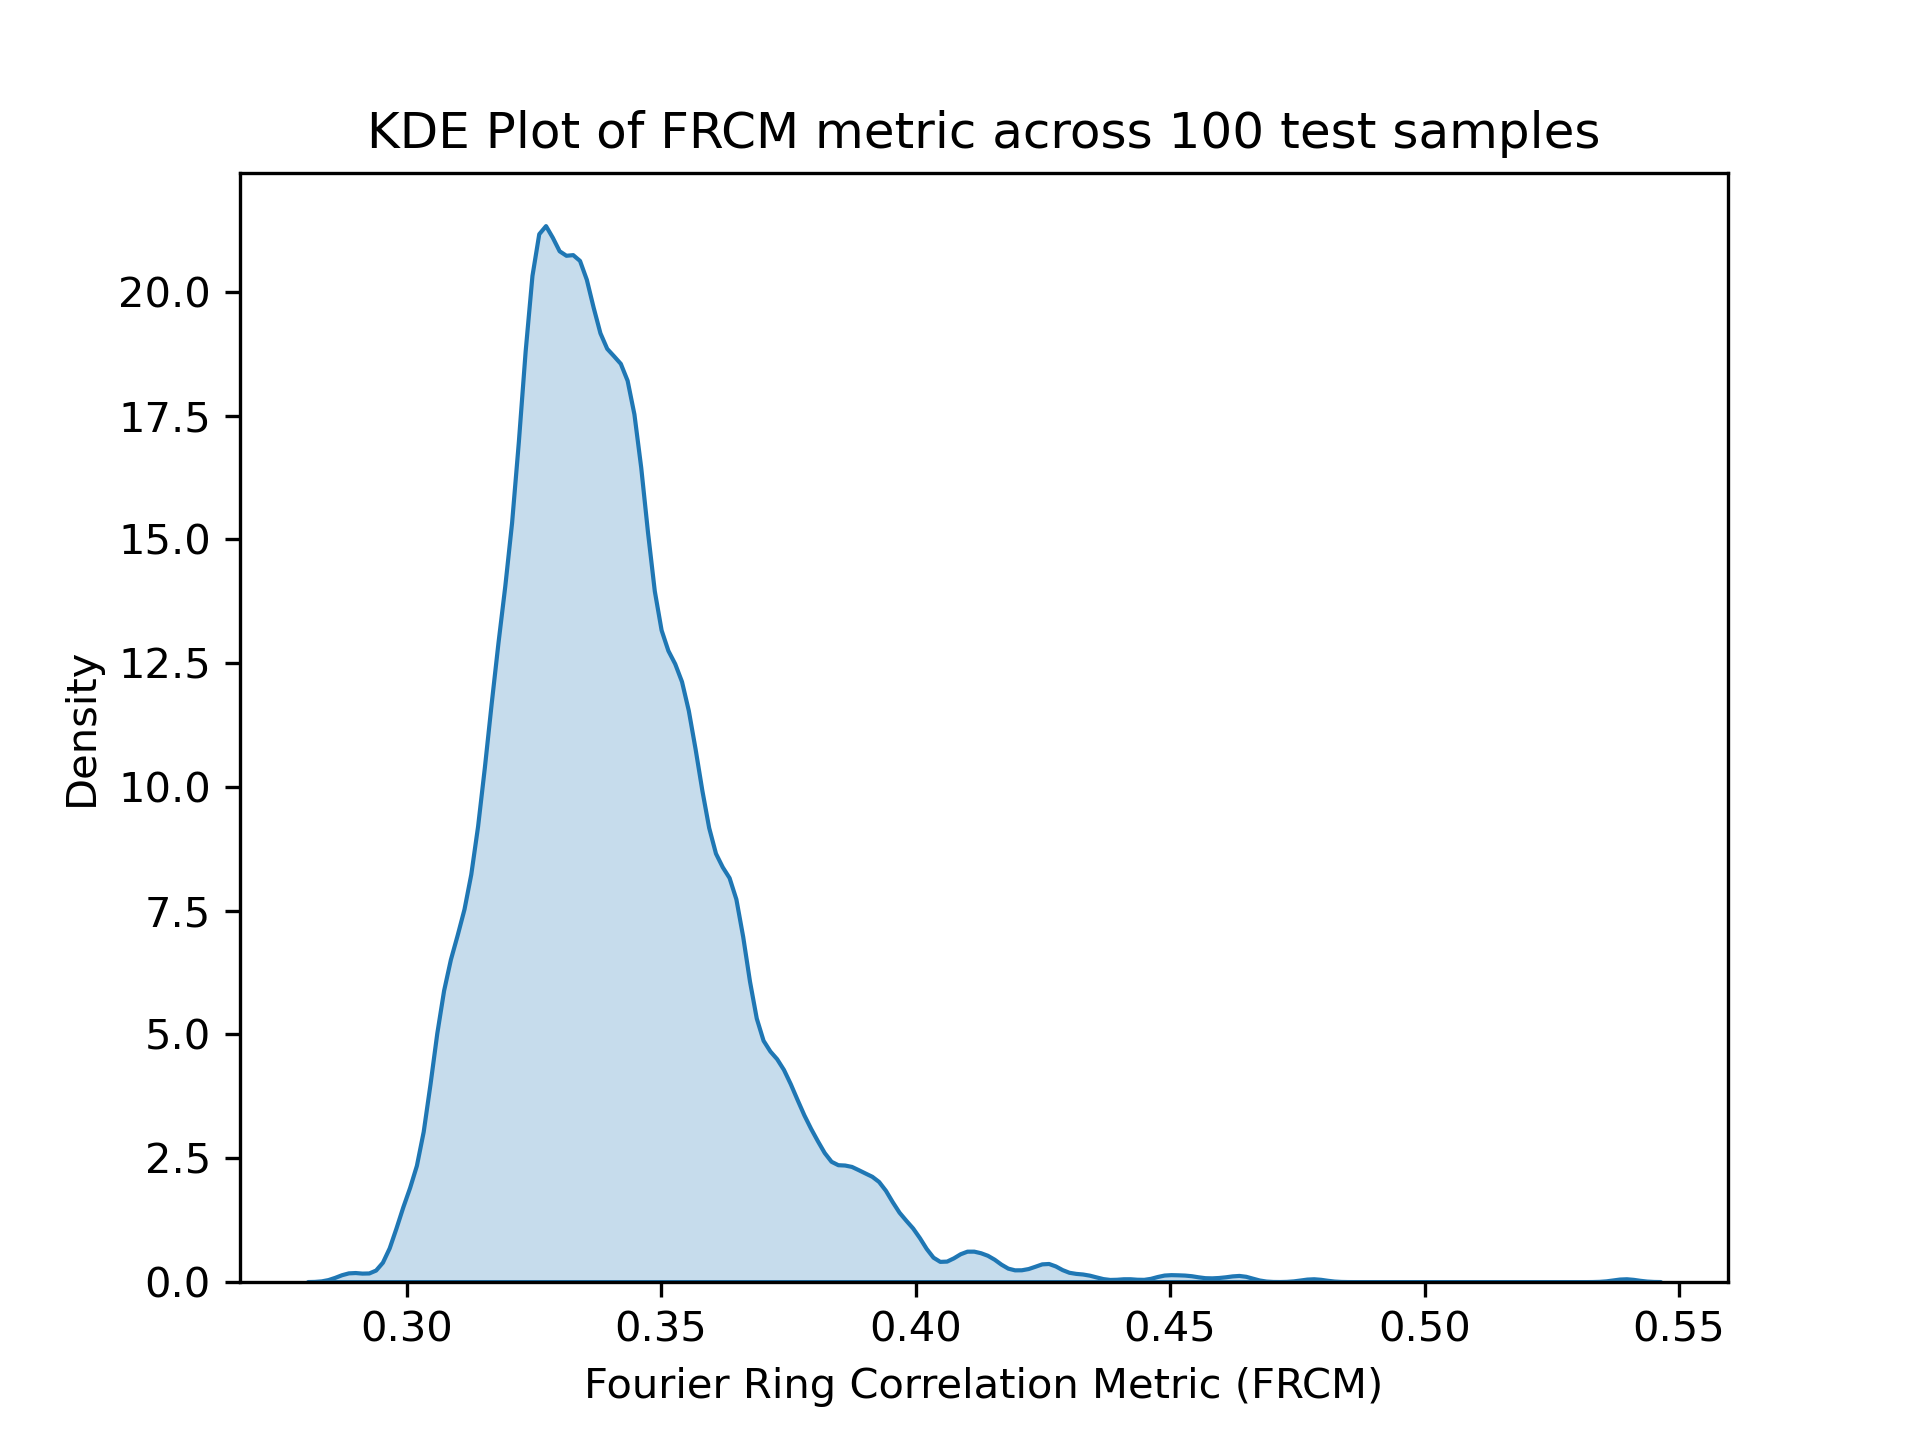 KDE Plot of FRCM metric across 100 test samples
Density
20.0
17.5
15.0
12.5
10.0
7.5
5.0
2.5
0.0
0.30 0.35 0.40 0.45 0.50 0.55
Fourier Ring Correlation Metric (FRCM)